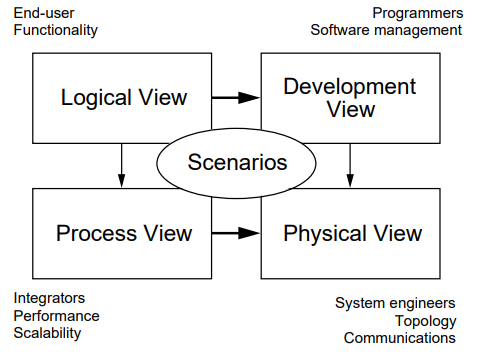 End-user
Functionality
Programmers
Software management
Logical View
Development
View
Scenarios
Process View
Physical View
Integrators
Performance
Scalability
System engineers
Topology
Communications